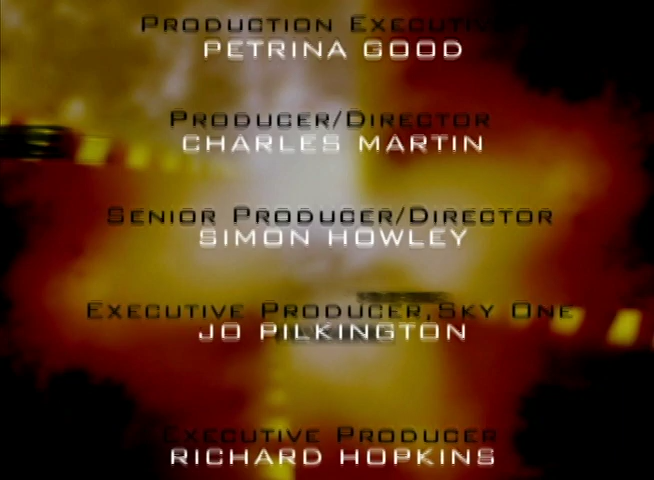 PRODUCTION EXECUTIVE
PETRINA GOOD
PRODUCER/DIRECTOR
CHARLES MARTIN
SENIOR PRODUCER/DIRECTOR
SIMON HOWLEY
EXECUTIVE PRODUCER,SKY ONE
JO PILKINGTON
EXECUTIVE PRODUCER
RICHARD HOPKINS